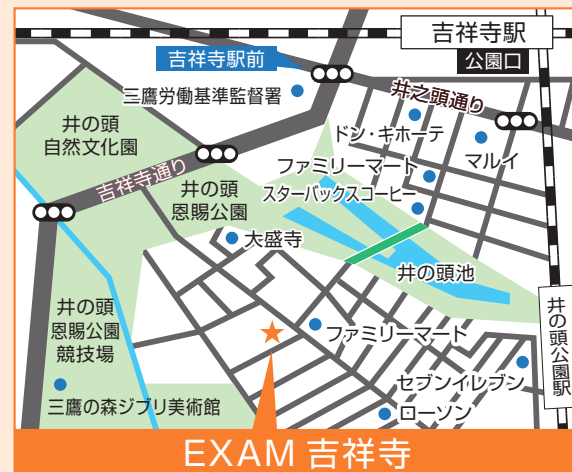 吉祥寺駅
公園口
吉祥寺駅前
三鷹労働基準監督署
井之頭通り
ドン・キホーテ
マルイ
井の頭
自然文化園
吉祥寺通り
ファミリーマート
スターバックスコーヒー
井の頭
恩賜公園
大盛寺
井の頭池
井の頭
恩賜公園
競技場
ファミリーマート
井の頭公園駅
三鷹の森ジブリ美術館
セブンイレブン
ローソン
EXAM 吉祥寺